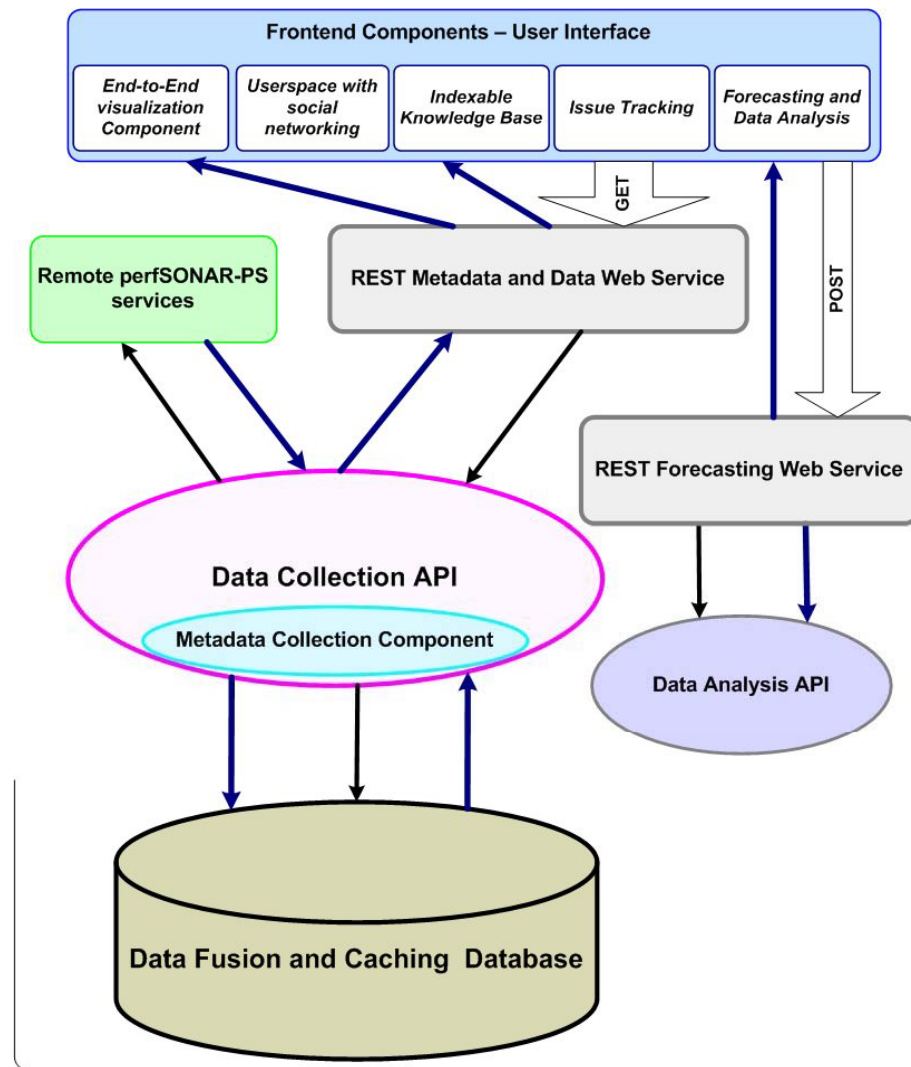 Frontend Components – User Interface
End-to-End
visualization
Component
Userspace with
social
networking
Indexable
Knowledge Base
Issue Tracking
Forecasting and
Data Analysis
GET
POST
Remote perfSONAR-PS
services
REST Metadata and Data Web Service
REST Forecasting Web Service
Data Collection API
Metadata Collection Component
Data Analysis API
Data Fusion and Caching  Database